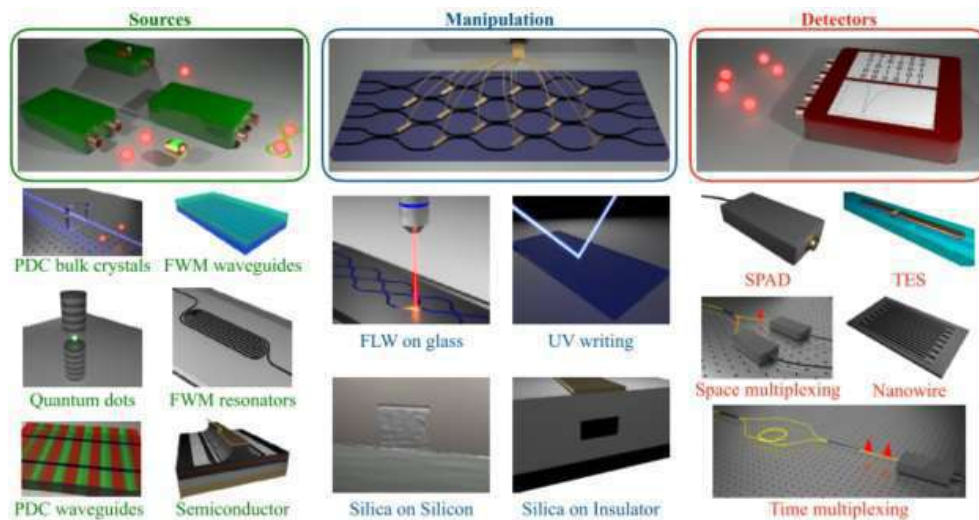 Sources
Manipulation
Detectors
PDC bulk crystals
FWM waveguides
FLW on glass
UV writing
SPAD
TES
Quantum dots
FWM resonators
Space multiplexing
Nanowire
PDC waveguides
Semiconductor
Silica on Silicon
Silica on Insulator
Time multiplexing